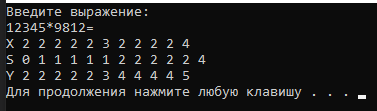 Введите выражение:
12345*9812=
X 2 2 2 2 2 3 2 2 2 2 4
S 0 1 1 1 1 1 2 2 2 2 2 4
Y 2 2 2 2 2 3 4 4 4 4 5
Для продолжения нажмите любую клавишу . . .